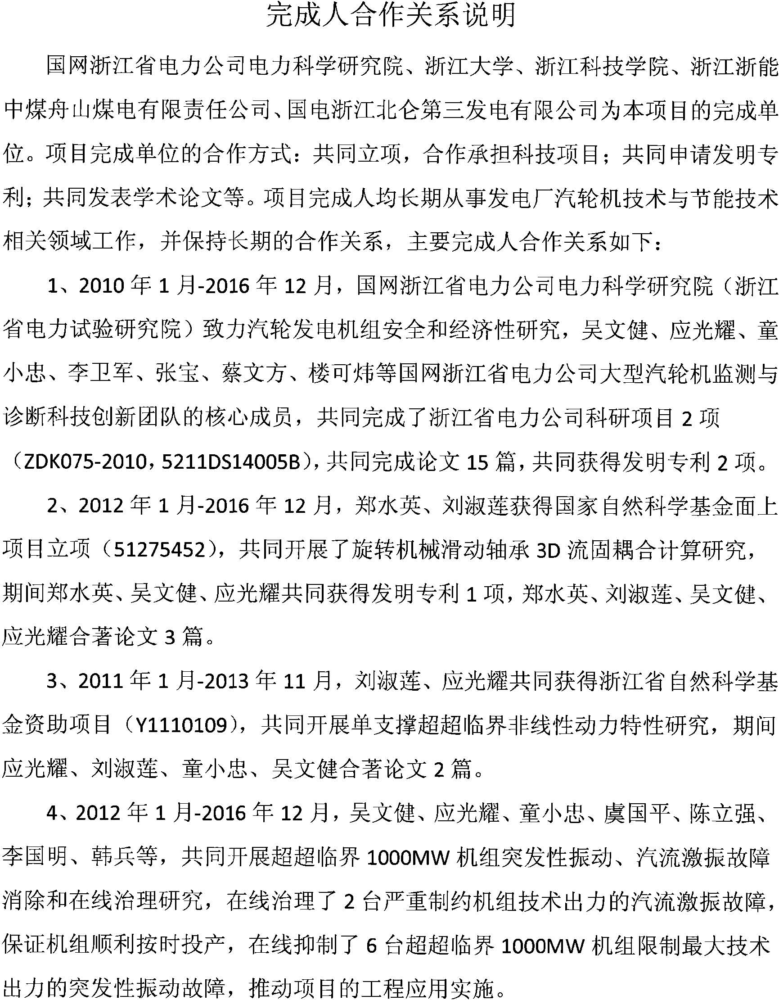 完成人合作关系说明
国网浙江省电力公司电力科学研究院、浙江大学、浙江科技学院、浙江浙能
中煤舟山煤电有限责任公司、国电浙江北仑第三发电有限公司为本项目的完成单
位。项目完成单位的合作方式：共同立项，合作承担科技项目；共同申请发明专
利；共同发表学术论文等。项目完成人均长期从事发电厂汽轮机技术与节能技术
相关领域工作，并保持长期的合作关系，主要完成人合作关系如下：
1、2010 年 1 月-2016 年 12 月，国网浙江省电力公司电力科学研究院（浙江
省电力试验研究院）致力汽轮发电机组安全和经济性研究，吴文健、应光耀、童
小忠、李卫军、张宝、蔡文方、楼可炜等国网浙江省电力公司大型汽轮机监测与
诊断科技创新团队的核心成员，共同完成了浙江省电力公司科研项目 2 项
（ZDK075-2010，5211DS14005B），共同完成论文 15 篇，共同获得发明专利 2 项。
2、2012 年 1 月-2016 年 12 月，郑水英、刘淑莲获得国家自然科学基金面上
项目立项（51275452），共同开展了旋转机械滑动轴承 3D 流固耦合计算研究，
期间郑水英、吴文健、应光耀共同获得发明专利 1 项，郑水英、刘淑莲、吴文健、
应光耀合著论文 3 篇。
3、2011 年 1 月-2013 年 11 月，刘淑莲、应光耀共同获得浙江省自然科学基
金资助项目（Y1110109），共同开展单支撑超超临界非线性动力特性研究，期间
应光耀、刘淑莲、童小忠、吴文健合著论文 2 篇。
4、2012 年 1 月-2016 年 12 月，吴文健、应光耀、童小忠、虞国平、陈立强、
李国明、韩兵等，共同开展超超临界 1000MW 机组突发性振动、汽流激振故障
消除和在线治理研究，在线治理了 2 台严重制约机组技术出力的汽流激振故障，
保证机组顺利按时投产，在线抑制了 6 台超超临界 1000MW 机组限制最大技术
出力的突发性振动故障，推动项目的工程应用实施。